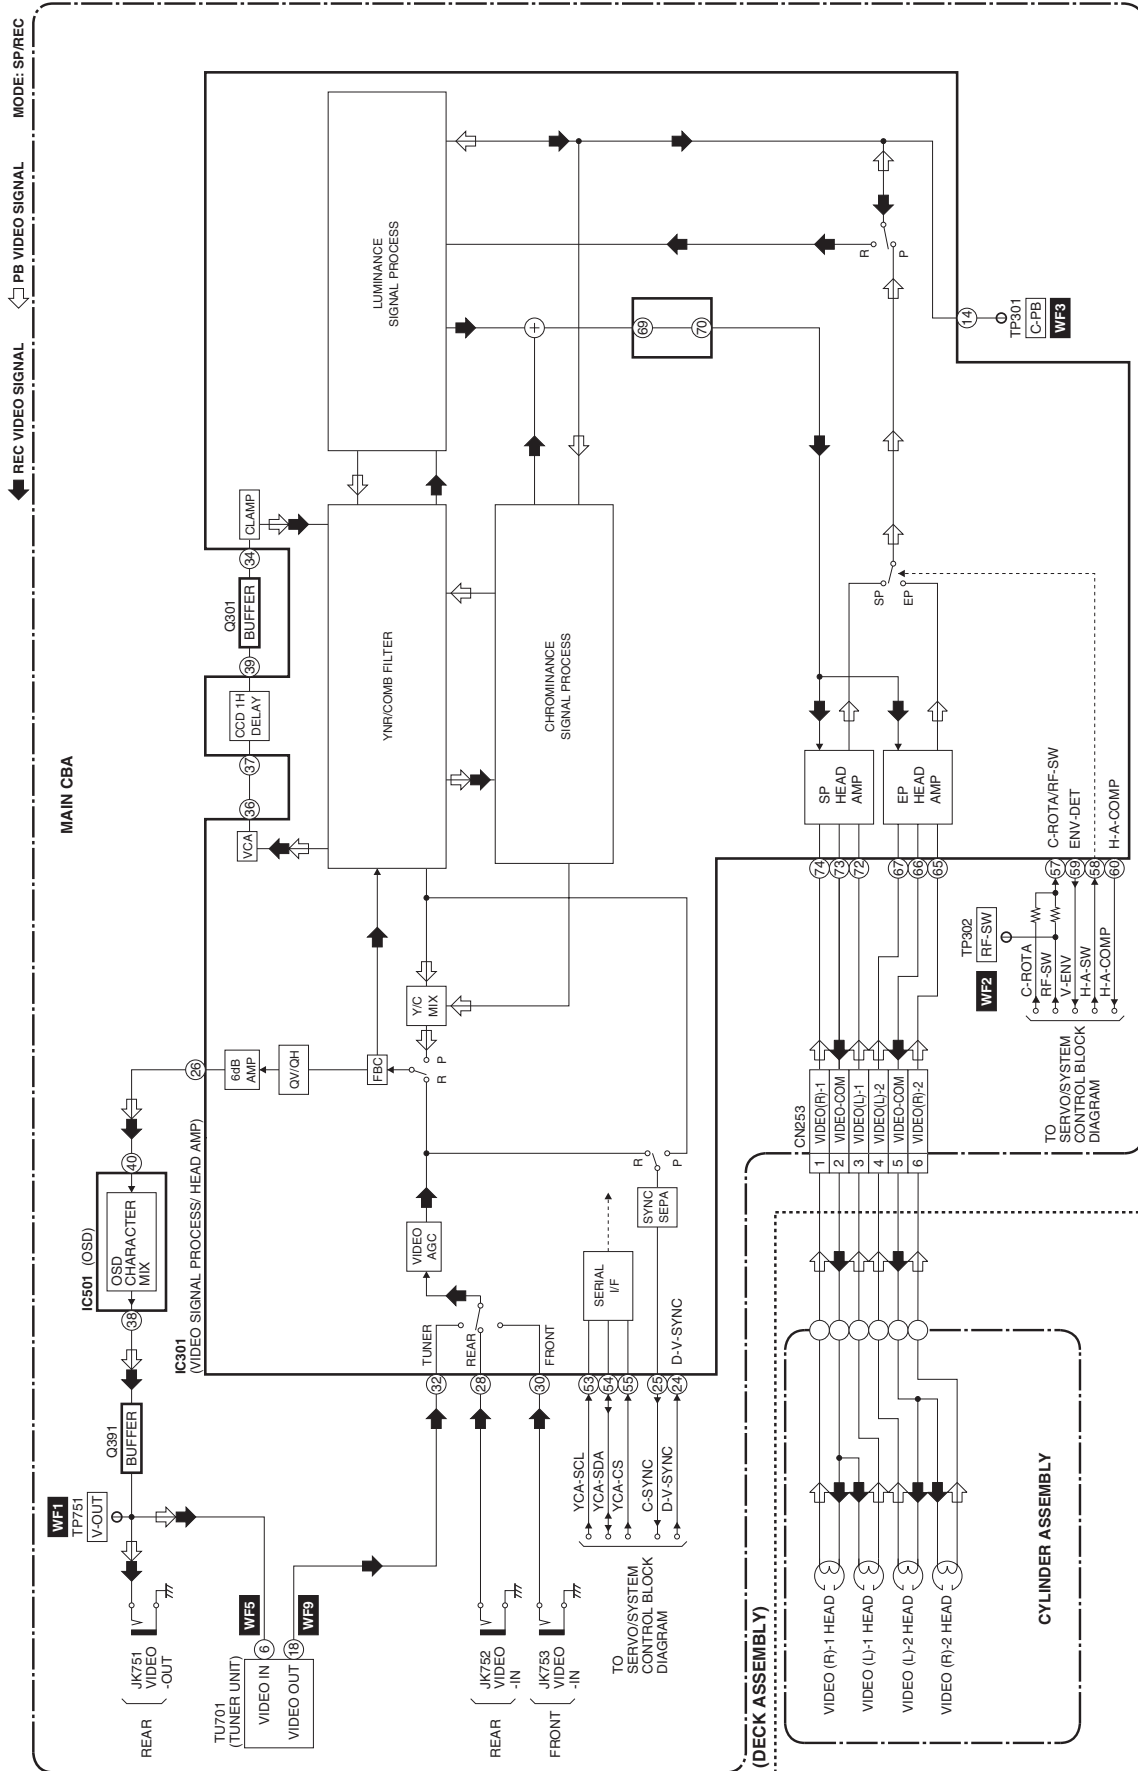 REC VIDEO SIGNAL
PB VIDEO SIGNAL
MODE: SP/REC
MAIN CBA
REAR
JK751
VIDEO
-OUT
WF1
TP751
V-OUT
Q391
BUFFER
38
IC501 (OSD)
OSD
CHARACTER
MIX
40
26
TU701
(TUNER UNIT)
VIDEO IN
6
WF5
VIDEO OUT
18
WF9
REAR
JK752
VIDEO
-IN
FRONT
JK753
VIDEO
-IN
IC301
(VIDEO SIGNAL PROCESS/ HEAD AMP)
32
TUNER
28
REAR
30
FRONT
VIDEO
AGC
6dB
AMP
QV/QH
FBC
R
P
Y/C
MIX
VCA
36
37
CCD 1H
DELAY
39
Q301
BUFFER
34
CLAMP
YNR/COMB FILTER
LUMINANCE
SIGNAL PROCESS
CHROMINANCE
SIGNAL PROCESS
+
69
70
R
P
14
TP301
C-PB
WF3
TO
SERVO/SYSTEM
CONTROL BLOCK
DIAGRAM
YCA-SCL
YCA-SDA
YCA-CS
C-SYNC
D-V-SYNC
53
54
55
25
24
D-V-SYNC
SERIAL
I/F
SYNC
SEPA
R
P
SP
EP
SP
HEAD
AMP
EP
HEAD
AMP
74
73
72
67
66
65
CN253
1 VIDEO(R)-1
2 VIDEO-COM
3 VIDEO(L)-1
4 VIDEO(L)-2
5 VIDEO-COM
6 VIDEO(R)-2
WF2
TP302
RF-SW
TO
SERVO/SYSTEM
CONTROL BLOCK
DIAGRAM
C-ROTA
RF-SW
V-ENV
H-A-SW
H-A-COMP
57
59
58
60
C-ROTA/RF-SW
ENV-DET
H-A-COMP
(DECK ASSEMBLY)
VIDEO (R)-1 HEAD
VIDEO (L)-1 HEAD
VIDEO (L)-2 HEAD
VIDEO (R)-2 HEAD
CYLINDER ASSEMBLY